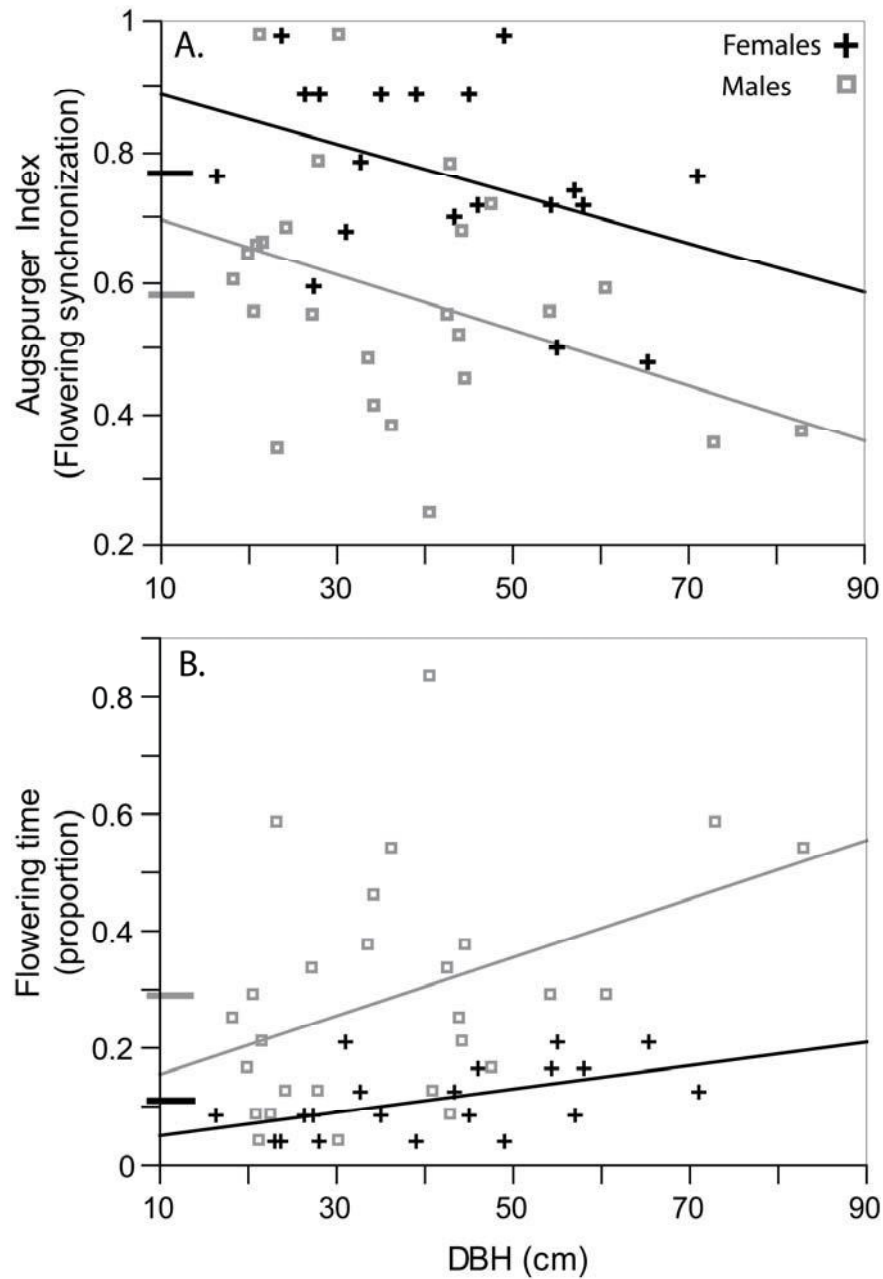 1
A.
Females
Males
0.8
0.6
0.4
0.2
Augspurger Index
(Flowering synchronization)
10 30 50 70 90
B.
0.8
0.6
0.4
0.2
0
Flowering time
(proportion)
10 30 50 70 90
DBH (cm)